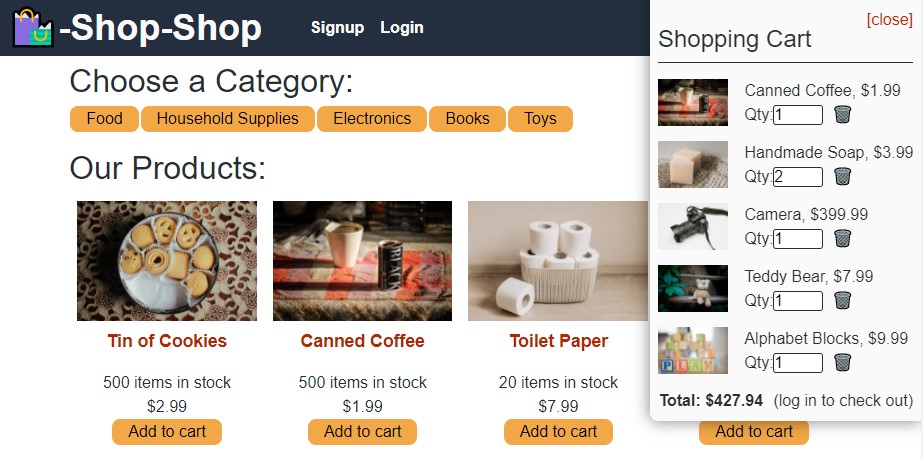 -Shop-Shop
Signup Login
Choose a Category:
Food Household Supplies Electronics Books Toys
Our Products:
Tin of Cookies
500 items in stock
$2.99
Add to cart
Canned Coffee
500 items in stock
$1.99
Add to cart
Toilet Paper
20 items in stock
$7.99
Add to cart
Add to cart
[close]
Shopping Cart
Canned Coffee, $1.99
Qty:1
Handmade Soap, $3.99
Qty:2
Camera, $399.99
Qty:1
Teddy Bear, $7.99
Qty:1
Alphabet Blocks, $9.99
Qty:1
Total: $427.94 (log in to check out)
BLACK
PLAY